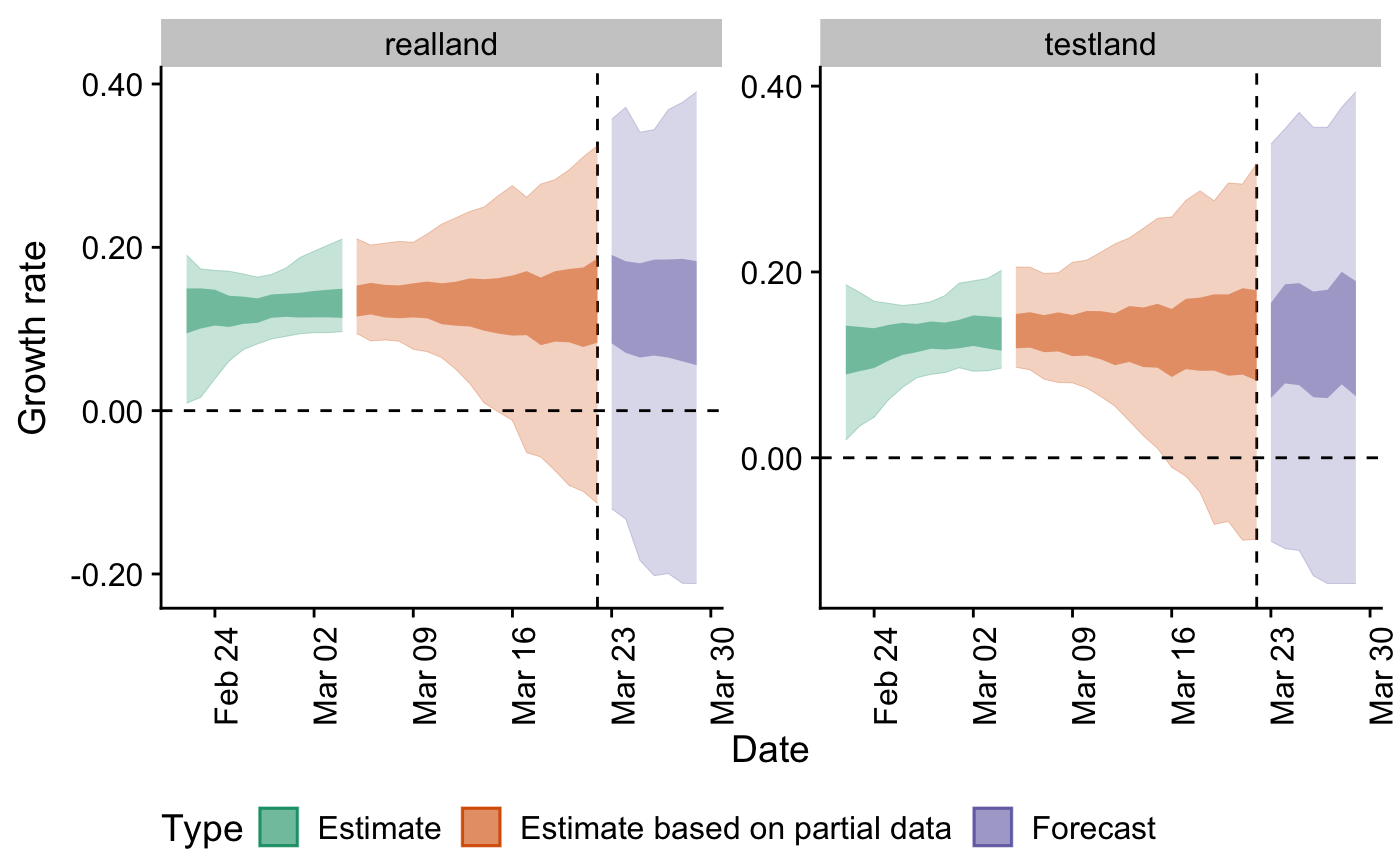 realland
testland
Growth rate
0.40
0.20
0.00
-0.20
0.40
0.20
0.00
Feb 24
Mar 02
Mar 09
Mar 16
Mar 23
Mar 30
Feb 24
Mar 02
Mar 09
Mar 16
Mar 23
Mar 30
Date
Type Estimate Estimate based on partial data Forecast